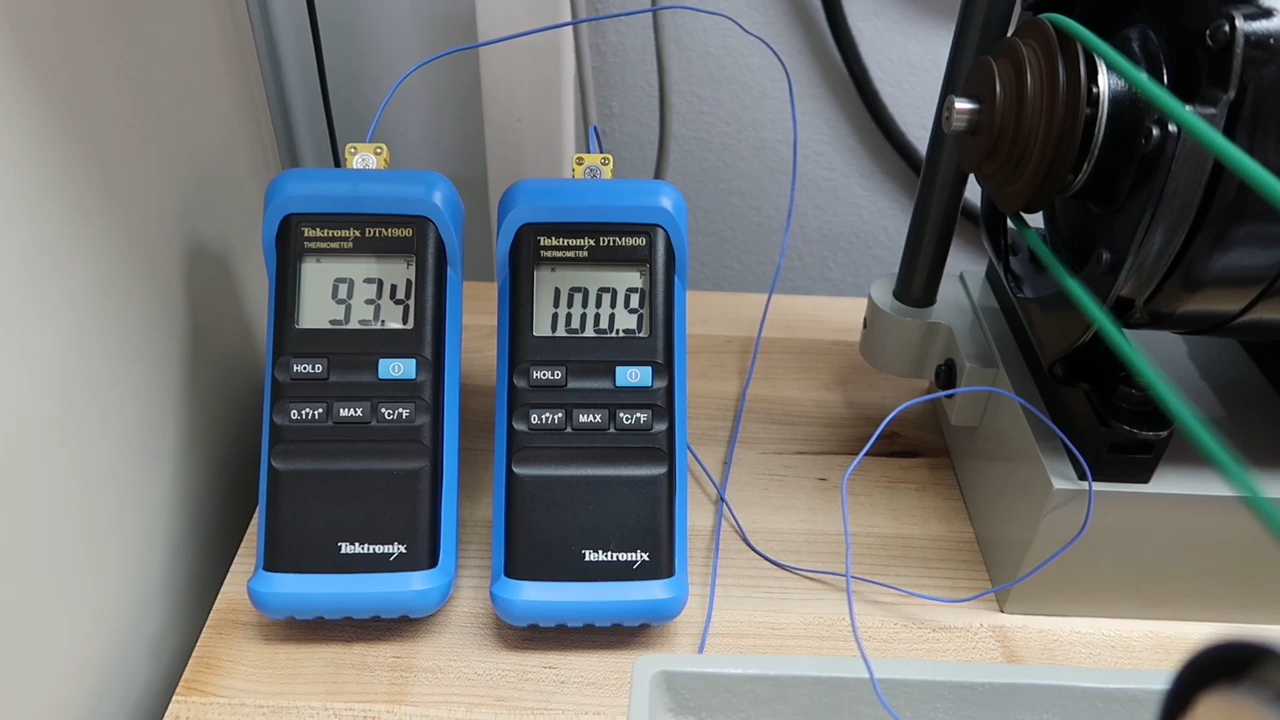 Tektronix DTM900
THERMOMETER
K F
93.4
HOLD
0.1°/1° MAX °C/°F
Tektronix
Tektronix DTM900
THERMOMETER
K F
100.9
HOLD
0.1°/1° MAX °C/°F
Tektronix